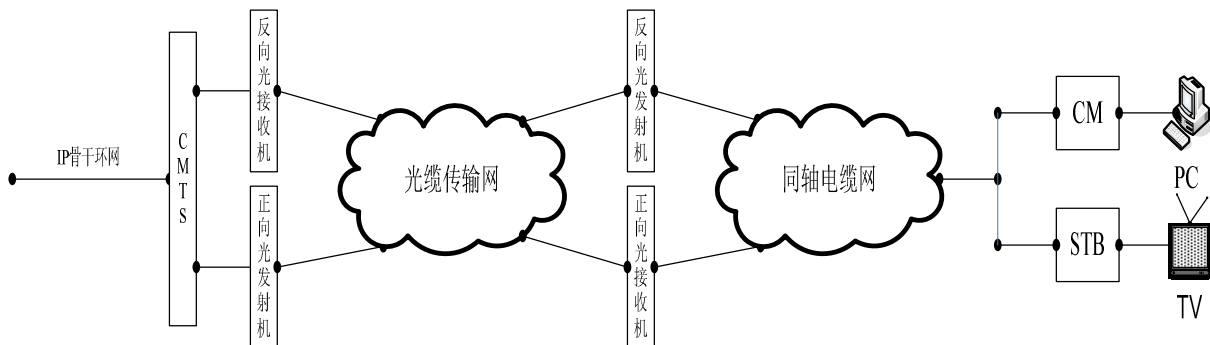 IP骨干环网
CMTS
反向光接收机
正向光发射机
光缆传输网
反向光发射机
正向光接收机
同轴电缆网
CM
PC
STB
TV